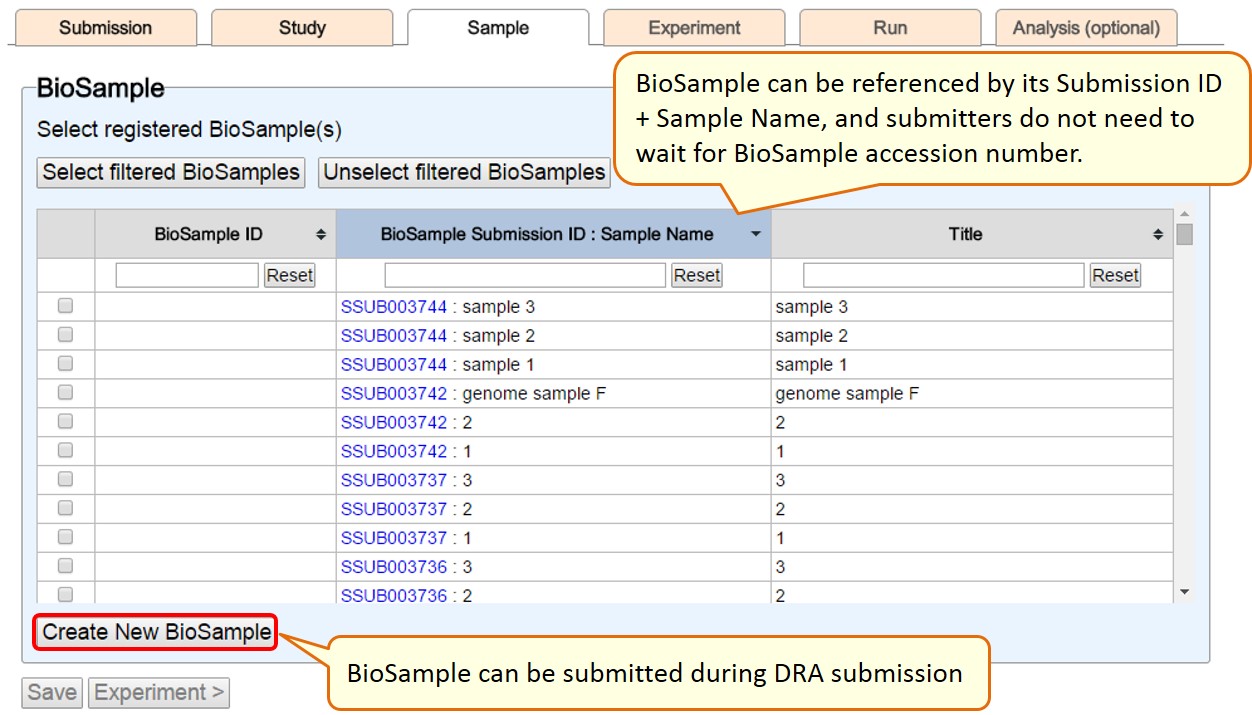 Submission Study Sample Experiment Run Analysis (optional)
BioSample
Select registered BioSample(s)
Select filtered BioSamples Unselect filtered BioSamples
BioSample can be referenced by its Submission ID
+ Sample Name, and submitters do not need to
wait for BioSample accession number.
BioSample ID BioSample Submission ID : Sample Name Title
Reset Reset Reset
SSUB003744 : sample 3 sample 3
SSUB003744 : sample 2 sample 2
SSUB003744 : sample 1 sample 1
SSUB003742 : genome sample F genome sample F
SSUB003742 : 2 2
SSUB003742 : 1 1
SSUB003737 : 3 3
SSUB003737 : 2 2
SSUB003737 : 1 1
SSUB003736 : 3 3
SSUB003736 : 2 2
Create New BioSample
BioSample can be submitted during DRA submission
Save Experiment >